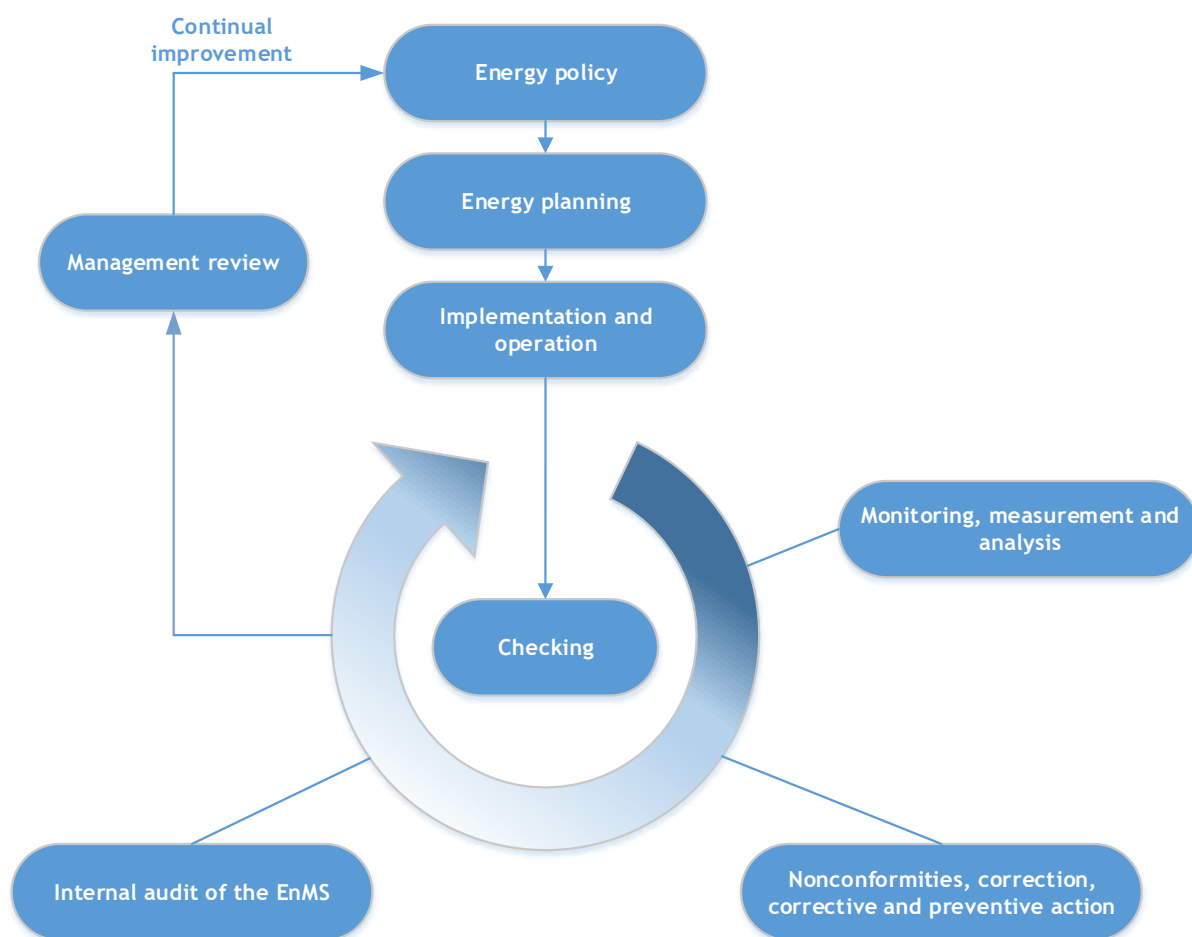 Continual
improvement
Energy policy
Energy planning
Management review
Implementation and
operation
Monitoring, measurement and
analysis
Checking
Internal audit of the EnMS
Nonconformities, correction,
corrective and preventive action